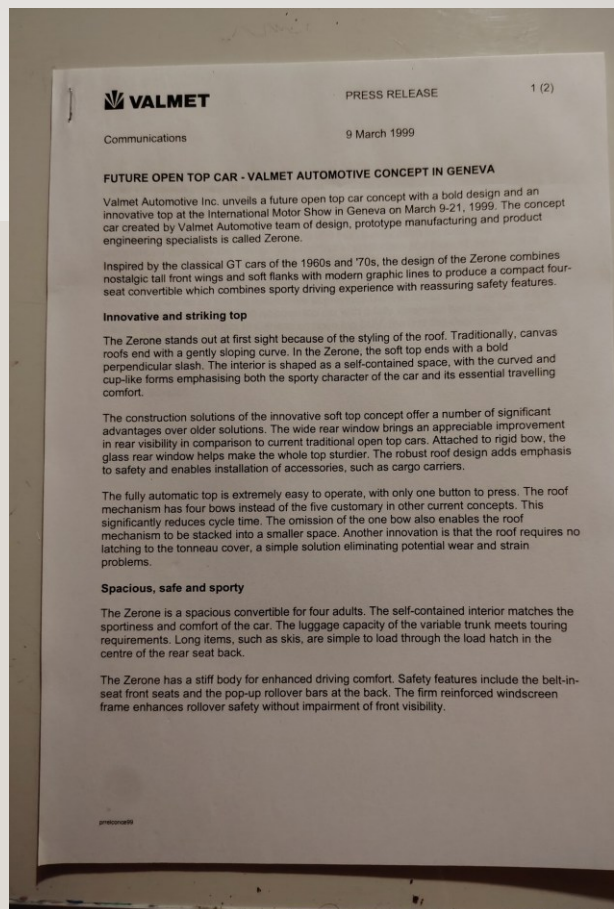 VALMET
PRESS RELEASE
1 (2)
Communications
9 March 1999
FUTURE OPEN TOP CAR - VALMET AUTOMOTIVE CONCEPT IN GENEVA
Valmet Automotive Inc. unveils a future open top car concept with a bold design and an
innovative top at the International Motor Show in Geneva on March 9-21, 1999. The concept
car created by Valmet Automotive team of design, prototype manufacturing and product
engineering specialists is called Zerone.
Inspired by the classical GT cars of the 1960s and '70s, the design of the Zerone combines
nostalgic tall front wings and soft flanks with modern graphic lines to produce a compact four-
seat convertible which combines sporty driving experience with reassuring safety features.
Innovative and striking top
The Zerone stands out at first sight because of the styling of the roof. Traditionally, canvas
roofs end with a gently sloping curve. In the Zerone, the soft top ends with a bold
perpendicular slash. The interior is shaped as a self-contained space, with the curved and
cup-like forms emphasising both the sporty character of the car and its essential travelling
comfort.
The construction solutions of the innovative soft top concept offer a number of significant
advantages over older solutions. The wide rear window brings an appreciable improvement
in rear visibility in comparison to current traditional open top cars. Attached to rigid bow, the
glass rear window helps make the whole top sturdier. The robust roof design adds emphasis
to safety and enables installation of accessories, such as cargo carriers.
The fully automatic top is extremely easy to operate, with only one button to press. The roof
mechanism has four bows instead of the five customary in other current concepts. This
significantly reduces cycle time. The omission of the one bow also enables the roof
mechanism to be stacked into a smaller space. Another innovation is that the roof requires no
latching to the tonneau cover, a simple solution eliminating potential wear and strain
problems.
Spacious, safe and sporty
The Zerone is a spacious convertible for four adults. The self-contained interior matches the
sportiness and comfort of the car. The luggage capacity of the variable trunk meets touring
requirements. Long items, such as skis, are simple to load through the load hatch in the
centre of the rear seat back.
The Zerone has a stiff body for enhanced driving comfort. Safety features include the belt-in-
seat front seats and the pop-up rollover bars at the back. The firm reinforced windscreen
frame enhances rollover safety without impairment of front visibility.